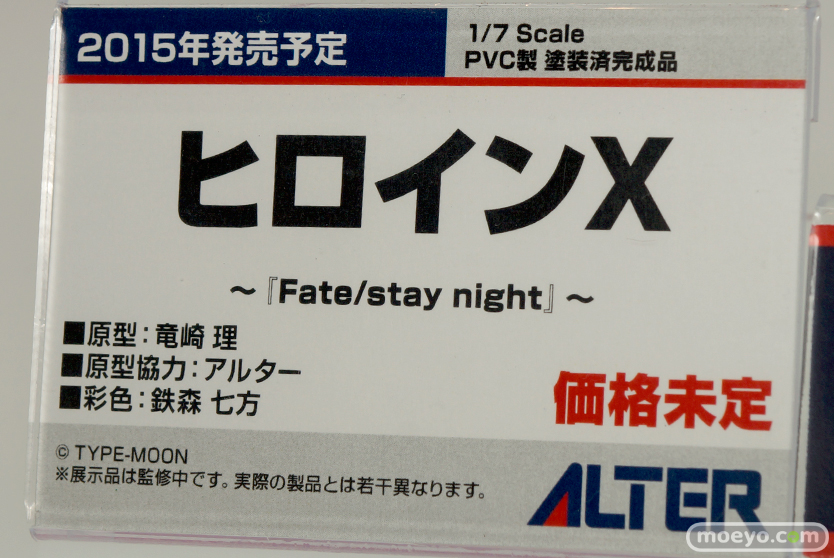 2015年発売予定
1/7 Scale
PVC製 塗装済完成品
ヒロインX
～『Fate/stay night』～
■原型：竜崎 理
■原型協力：アルター
■彩色：鉄森 七方
価格未定
© TYPE-MOON
※展示品は監修中です。実際の製品とは若干異なります。
ALTER
moeyo.com